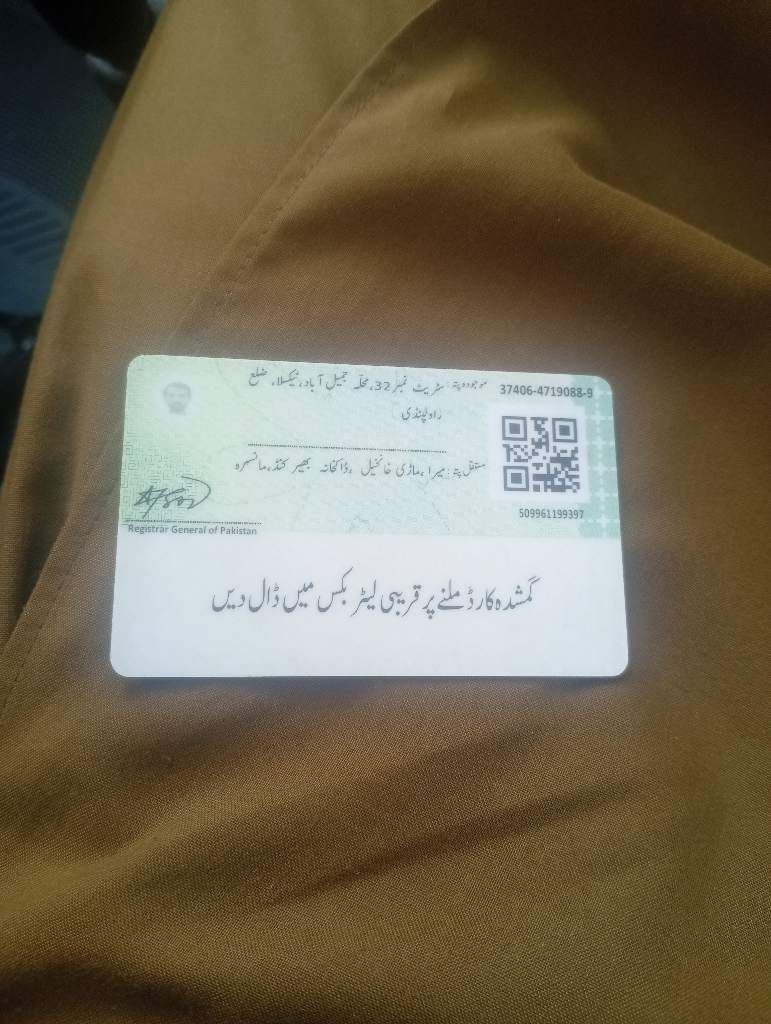 موجودہ پتہ: سٹریٹ نمبر 32، محلہ جمیل آباد، ٹیکسلا، ضلع
راولپنڈی
37406-4719088-9
مستقل پتہ: میرا، ماڑی خانخیل، ڈاکخانہ بھیر کنڈ، مانسہرہ
509961199397
Registrar General of Pakistan
گمشدہ کارڈ ملنے پر قریبی لیٹر بکس میں ڈال دیں